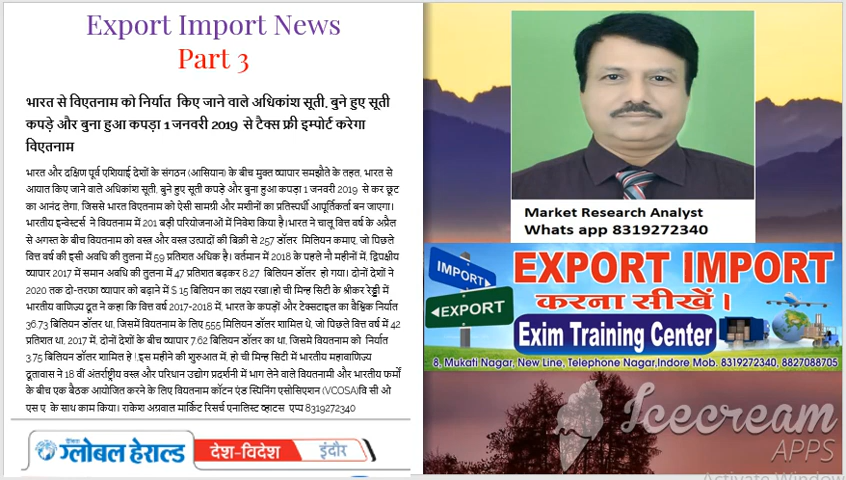 Export Import News
Part 3
भारत से विएतनाम को निर्यात किए जाने वाले अधिकांश सूती, बुने हुए सूती
कपड़े और बुना हुआ कपड़ा 1 जनवरी 2019 से टैक्स फ्री इम्पोर्ट करेगा
विएतनाम
भारत और दक्षिण पूर्व एशियाई देशों के संगठन (आसियान) के बीच मुक्त व्यापार समझौते के तहत, भारत से
आयात किए जाने वाले अधिकांश सूती, बुने हुए सूती कपड़े और बुना हुआ कपड़ा 1 जनवरी 2019 से कर छूट
का आनंद लेगा, जिससे भारत वियतनाम को ऐसी सामग्री और मशीनों का प्रतिस्पर्धी आपूर्तिकर्ता बन जाएगा।
भारतीय इन्वेस्टर्स ने वियतनाम में 201 बड़ी परियोजनाओं में निवेश किया है।भारत ने चालू वित्त वर्ष के अप्रैल
से अगस्त के बीच वियतनाम को वस्त्र और वस्त्र उत्पादों की बिक्री से 257 डॉलर मिलियन कमाए, जो पिछले
वित्त वर्ष की इसी अवधि की तुलना में 59 प्रतिशत अधिक है। वर्तमान में 2018 के पहले नौ महीनों में, द्विपक्षीय
व्यापार 2017 में समान अवधि की तुलना में 47 प्रतिशत बढ़कर 8.27 बिलियन डॉलर हो गया। दोनों देशों ने
2020 तक दो-तरफा व्यापार को बढ़ाने में $ 15 बिलियन का लक्ष्य रखा।हो ची मिन्ह सिटी के श्रीकर रेड्डी में
भारतीय वाणिज्य दूत ने कहा कि वित्त वर्ष 2017-2018 में, भारत के कपड़ों और टेक्सटाइल का वैश्विक निर्यात
36.73 बिलियन डॉलर था, जिसमें वियतनाम के लिए 555 मिलियन डॉलर शामिल थे, जो पिछले वित्त वर्ष में 42
प्रतिशत था, 2017 में, दोनों देशों के बीच व्यापार 7.62 बिलियन डॉलर का था, जिसमे वियतनाम को निर्यात
3.75 बिलियन डॉलर शामिल हे !.इस महीने की शुरुआत में, हो ची मिन्ह सिटी में भारतीय महावाणिज्य
दूतावास ने 18 वीं अंतर्राष्ट्रीय वस्त्र और परिधान उद्योग प्रदर्शनी में भाग लेने वाले वियतनामी और भारतीय फर्मों
के बीच एक बैठक आयोजित करने के लिए वियतनाम कॉटन एंड स्पिनिंग एसोसिएशन (VCOSA)वि सी ओ
एस ए के साथ काम किया। राकेश अग्रवाल मार्किट रिसर्च एनालिस्ट व्हाटस एप्प 8319272340
ग्लोबल हेराल्ड
देश-विदेश
इंदौर
Market Research Analyst
Whats app 8319272340
IMPORT
EXPORT
EXPORT IMPORT
करना सीखें।
Exim Training Center
8, Mukati Nagar, New Line, Telephone Nagar,Indore Mob. 8319272340, 8827088705
Icecream
APPS
Activate Window